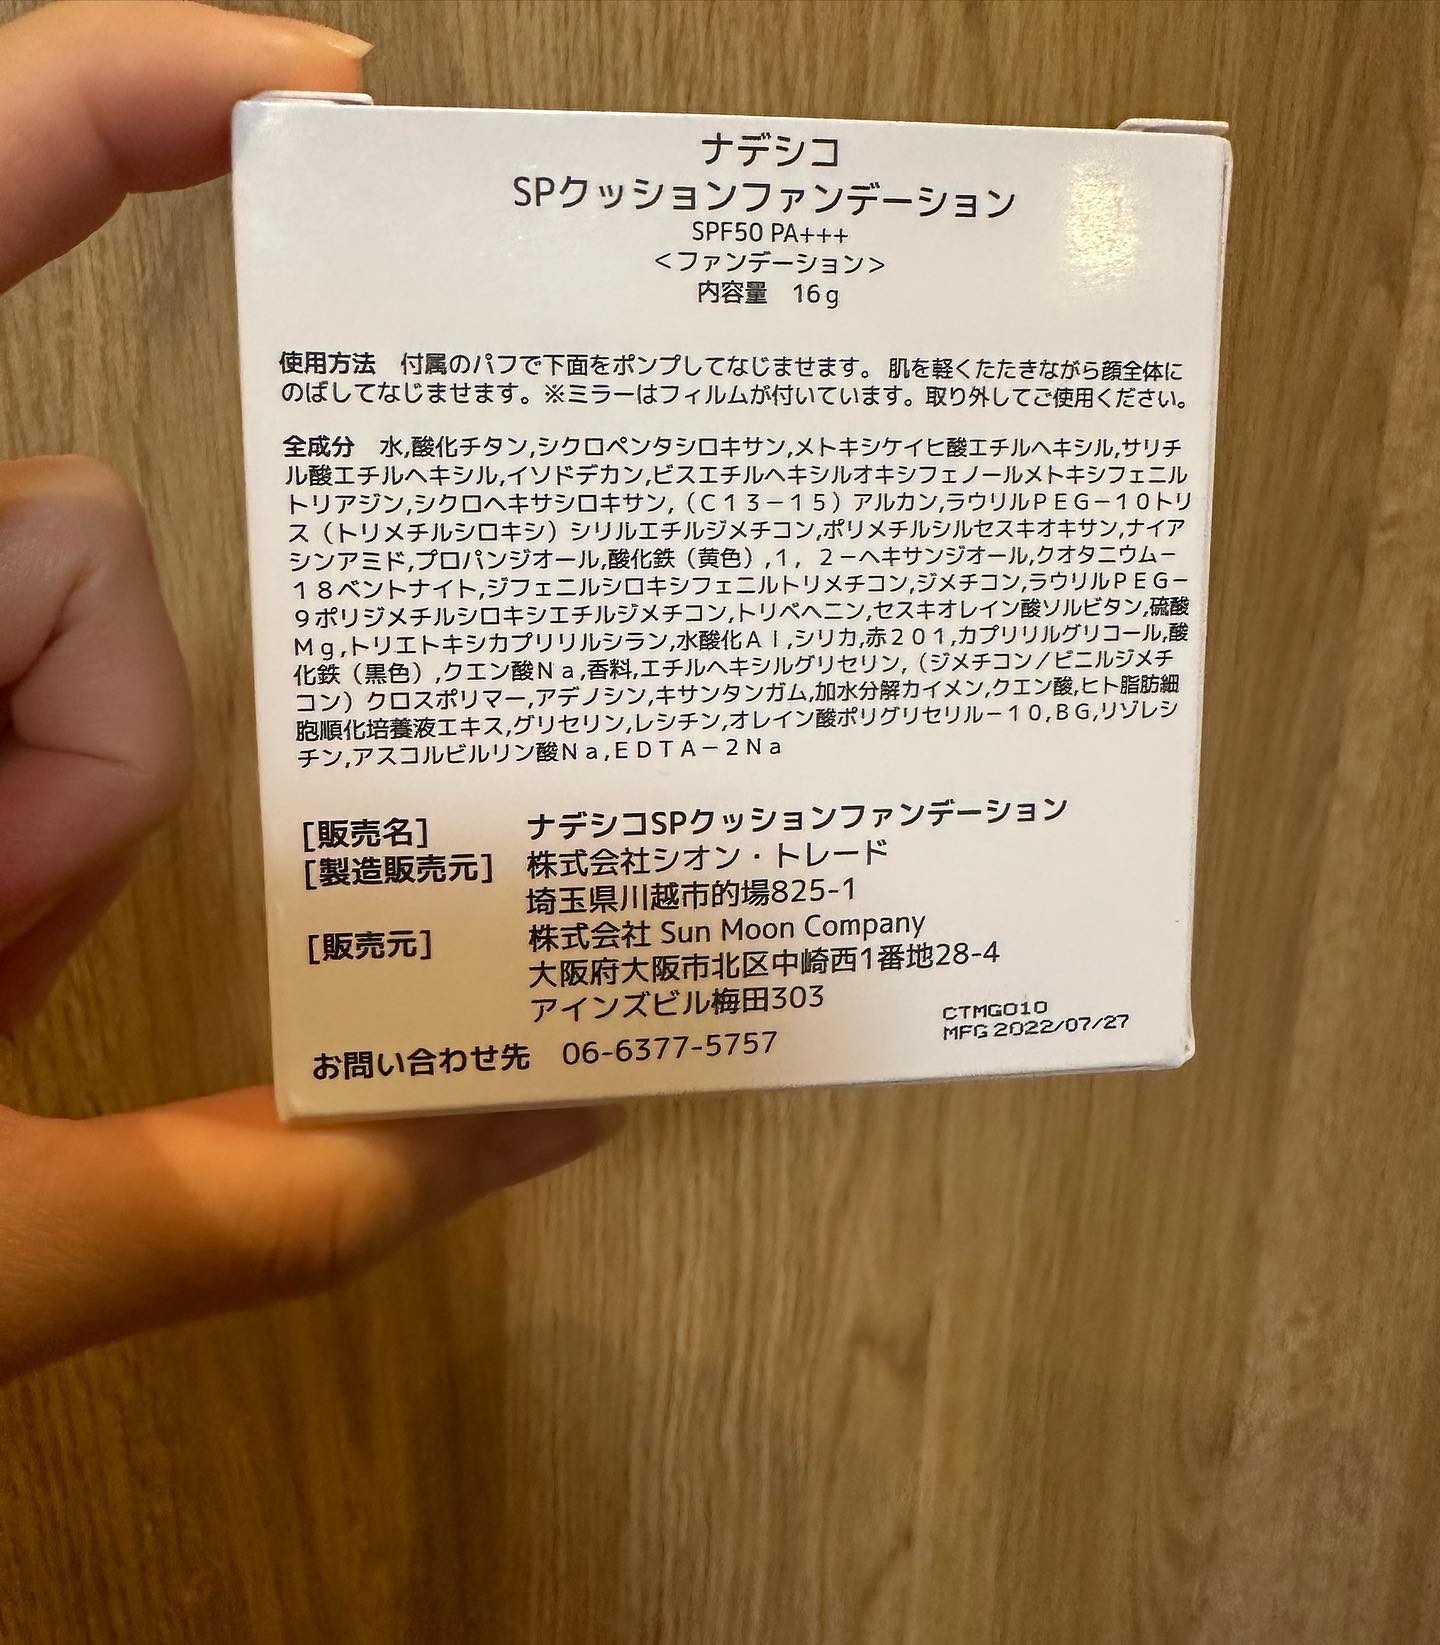 ナデシコ
SPクッションファンデーション
SPF50 PA+++
<ファンデーション>
内容量　16g
使用方法　付属のパフで下面をポンプしてなじませます。肌を軽くたたきながら顔全体に
のばしてなじませます。※ミラーはフィルムが付いています。取り外してご使用ください。
全成分　水,酸化チタン,シクロペンタシロキサン,メトキシケイヒ酸エチルヘキシル,サリチ
ル酸エチルヘキシル,イソドデカン,ビスエチルヘキシルオキシフェノールメトキシフェニル
トリアジン,シクロヘキサシロキサン,（Ｃ１３－１５）アルカン,ラウリルＰＥＧ－１０トリ
ス（トリメチルシロキシ）シリルエチルジメチコン,ポリメチルシルセスキオキサン,ナイア
シンアミド,プロパンジオール,酸化鉄（黄色）,１，２－ヘキサンジオール,クオタニウム－
１８ベントナイト,ジフェニルシロキシフェニルトリメチコン,ジメチコン,ラウリルＰＥＧ－
９ポリジメチルシロキシエチルジメチコン,トリベヘニン,セスキオレイン酸ソルビタン,硫酸
Ｍｇ,トリエトキシカプリリルシラン,水酸化Ａｌ,シリカ,赤２０１,カプリリルグリコール,酸
化鉄（黒色）,クエン酸Ｎａ,香料,エチルヘキシルグリセリン,（ジメチコン／ビニルジメチ
コン）クロスポリマー,アデノシン,キサンタンガム,加水分解カイメン,クエン酸,ヒト脂肪細
胞順化培養液エキス,グリセリン,レシチン,オレイン酸ポリグリセリル－１０,ＢＧ,リゾレシ
チン,アスコルビルリン酸Ｎａ,ＥＤＴＡ－２Ｎａ
[販売名]　ナデシコSPクッションファンデーション
[製造販売元]　株式会社シオン・トレード
埼玉県川越市的場825-1
[販売元]　株式会社 Sun Moon Company
大阪府大阪市北区中崎西1番地28-4
アインズビル梅田303
お問い合わせ先　06-6377-5757
CTMG010
MFG 2022/07/27